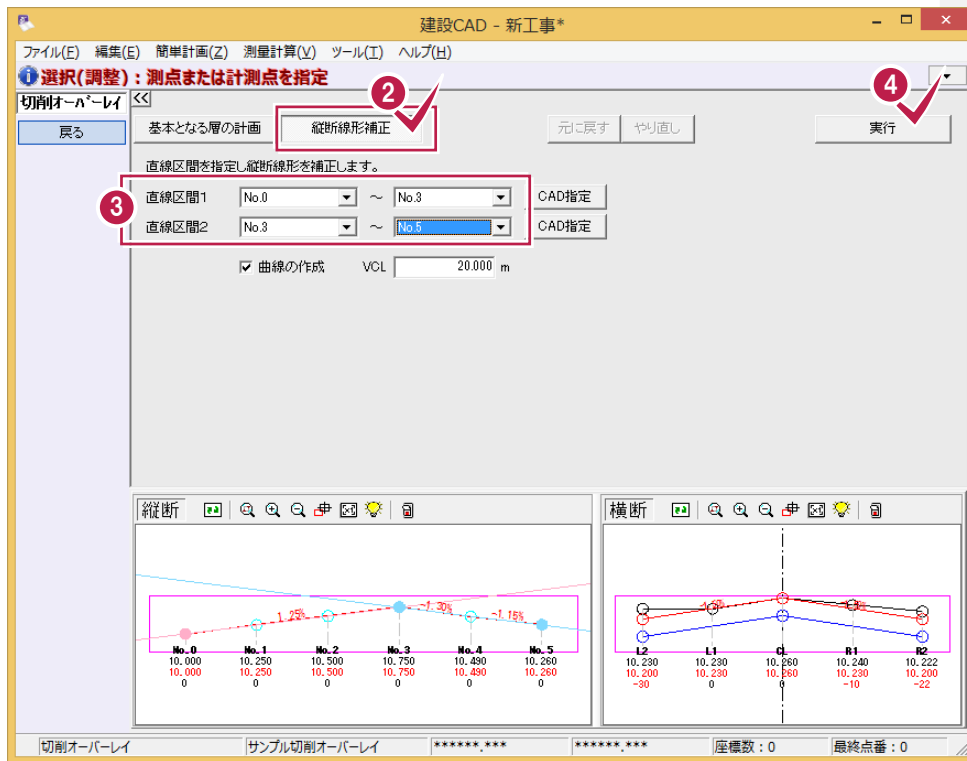 建設CAD - 新工事*
ファイル(F) 編集(E) 簡単計画(Z) 測量計算(V) ツール(T) ヘルプ(H)
選択(調整):測点または計測点を指定
切削オーバーレイ <<
戻る
2
4
基本となる層の計画 縦断線形補正 元に戻す やり直し 実行
直線区間を指定し縦断線形を補正します。
3
直線区間1 No.0 ~ No.3 CAD指定
直線区間2 No.3 ~ No.5 CAD指定
曲線の作成 VCL 20.000 m
縦断
1.25% -1.30% -1.15%
No.0 No.1 No.2 No.3 No.4 No.5
10.000 10.250 10.500 10.750 10.490 10.260
10.000 10.250 10.500 10.750 10.490 10.260
0 0 0 0 0 0
横断
L2 L1 CL R1 R2
10.230 10.230 10.260 10.240 10.222
10.200 10.230 10.260 10.230 10.200
-30 0 0 -10 -22
切削オーバーレイ サンプル切削オーバーレイ ******.*** ******.*** 座標数:0 最終点番:0